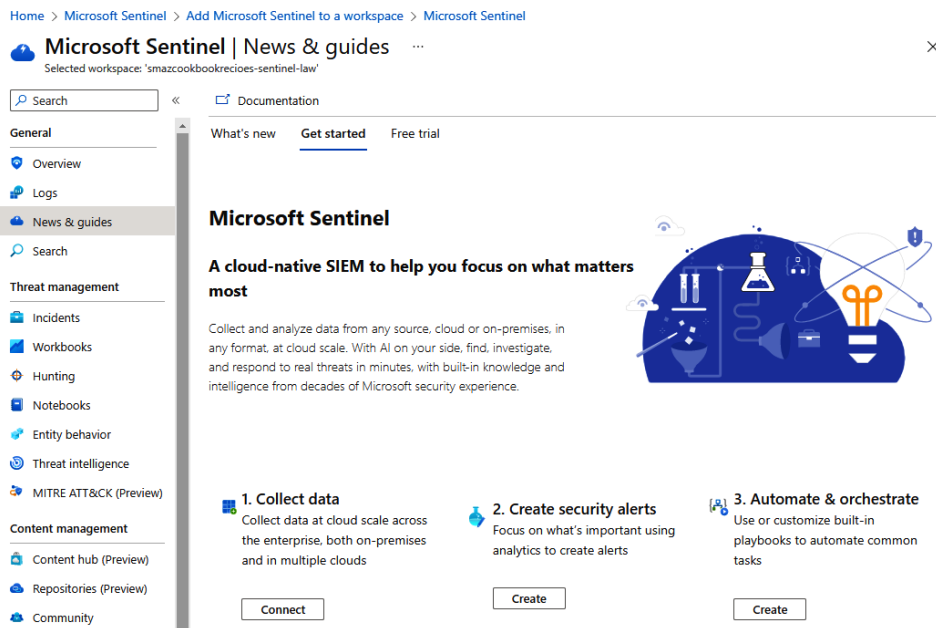 Home > Microsoft Sentinel > Add Microsoft Sentinel to a workspace > Microsoft Sentinel
Microsoft Sentinel | News & guides ...
Selected workspace: 'smazcookbookrecioes-sentinel-law'
Search
«
Documentation
General
What's new Get started Free trial
Overview
Logs
News & guides
Search
Threat management
Incidents
Workbooks
Hunting
Notebooks
Entity behavior
Threat intelligence
MITRE ATT&CK (Preview)
Content management
Content hub (Preview)
Repositories (Preview)
Community
Microsoft Sentinel
A cloud-native SIEM to help you focus on what matters
most
Collect and analyze data from any source, cloud or on-premises, in
any format, at cloud scale. With AI on your side, find, investigate,
and respond to real threats in minutes, with built-in knowledge and
intelligence from decades of Microsoft security experience.
1. Collect data
Collect data at cloud scale across
the enterprise, both on-premises
and in multiple clouds
Connect
2. Create security alerts
Focus on what's important using
analytics to create alerts
Create
3. Automate & orchestrate
Use or customize built-in
playbooks to automate common
tasks
Create